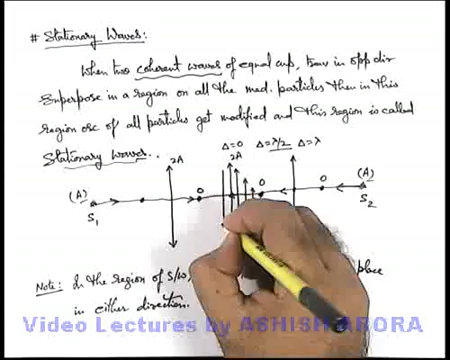 # Stationary Waves:
When two coherent waves of equal amp, trav in opp dir
Superpose in a region on all the med. particles then in this
region osc of all particles get modified and this region is called
Stationary waves..
Δ=0 Δ=λ/2 Δ=λ
2A 2A
(A) 0 0 0 (A)
S1 S2
Note: In the region of S/W, place
in either direction.
Video Lectures by ASHISH ARORA